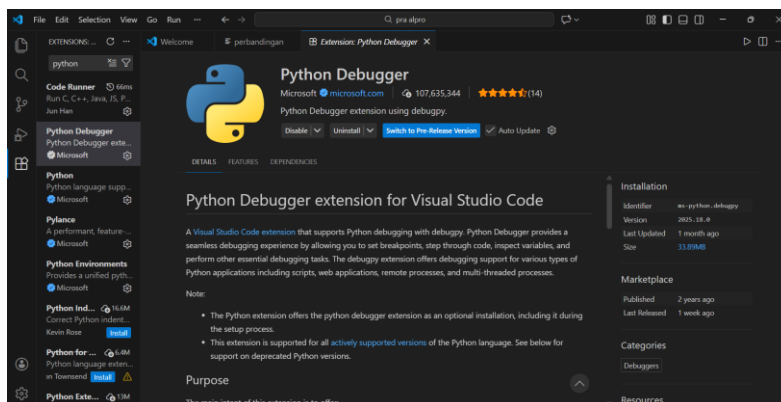 File Edit Selection View Go Run ... pra alpro
EXTENSIONS: ...
python
Code Runner 66ms
Run C, C++, Java, JS, P...
Jun Han
Python Debugger
Python Debugger exte...
Microsoft
Python
Python language supp...
Microsoft
Pylance
A performant, feature-...
Microsoft
Python Environments
Provides a unified pyth...
Microsoft
Python Ind... 16.6M
Correct Python indent...
Kevin Rose Install
Python for ... 6.4M
Python language exten...
on Townsend Install
Python Exte... 13M
Welcome perbandingan Extension: Python Debugger
Python Debugger
Microsoft microsoft.com 107,635,344 (14)
Python Debugger extension using debugpy.
Disable Uninstall Switch to Pre-Release Version Auto Update
DETAILS FEATURES DEPENDENCIES
Python Debugger extension for Visual Studio Code
A Visual Studio Code extension that supports Python debugging with debugpy. Python Debugger provides a
seamless debugging experience by allowing you to set breakpoints, step through code, inspect variables, and
perform other essential debugging tasks. The debugpy extension offers debugging support for various types of
Python applications including scripts, web applications, remote processes, and multi-threaded processes.
Note:
• The Python extension offers the python debugger extension as an optional installation, including it during
the setup process.
• This extension is supported for all actively supported versions of the Python language. See below for
support on deprecated Python versions.
Purpose
The main intent of this extension is to offer:
Installation
Identifier ms-python.debugpy
Version 2025.18.0
Last Updated 1 month ago
Size 33.89MB
Marketplace
Published 2 years ago
Last Released 1 week ago
Categories
Debuggers
Resources